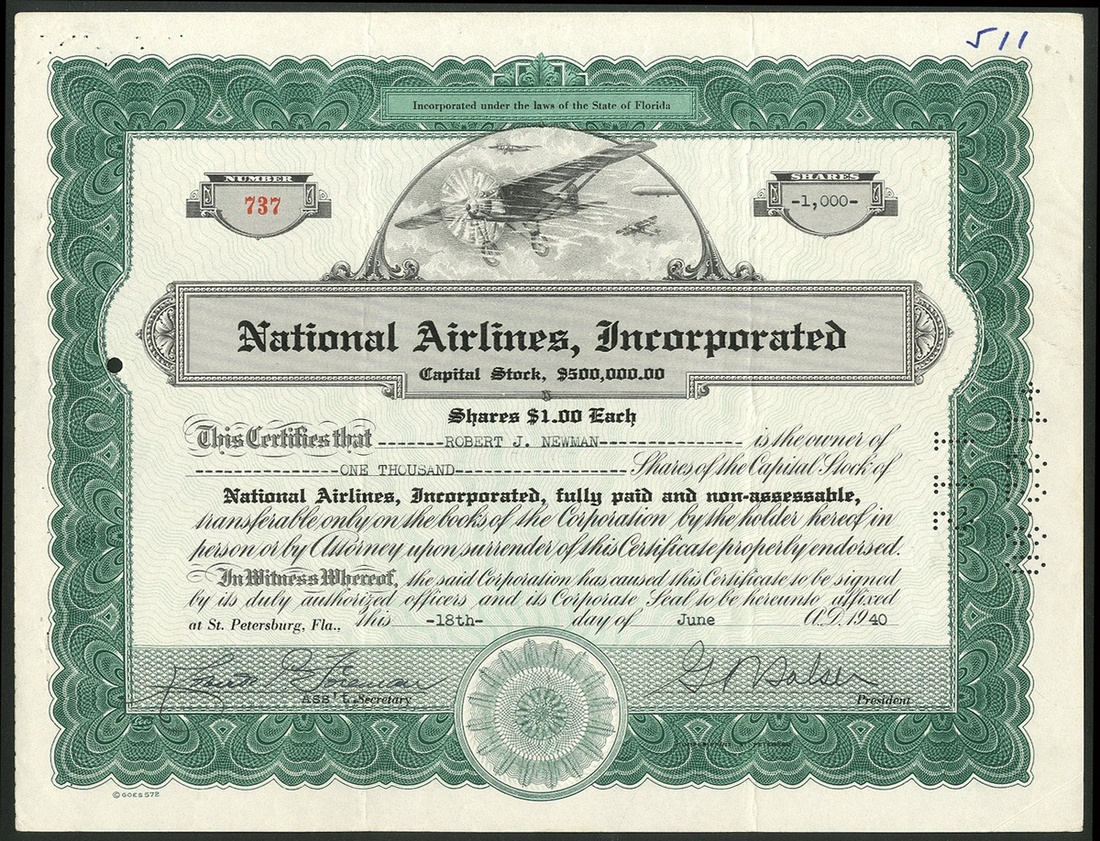 511
Incorporated under the laws of the State of Florida
NUMBER
737
SHARES
-1,000-
National Airlines, Incorporated
Capital Stock, $500,000.00
Shares $1.00 Each
This Certifies that -------ROBERT J. NEWMAN--------------- is the owner of
---------------ONE THOUSAND------------------ Shares of the Capital Stock of
National Airlines, Incorporated, fully paid and non-assessable,
transferable only on the books of the Corporation by the holder hereof in
person or by Attorney upon surrender of this Certificate properly endorsed.
In Witness Whereof, the said Corporation has caused this Certificate to be signed
by its duly authorized officers and its Corporate Seal to be hereunto affixed
at St. Petersburg, Fla., this -18th- day of June A.D. 1940
Ass't. Secretary
President
© GOES 572